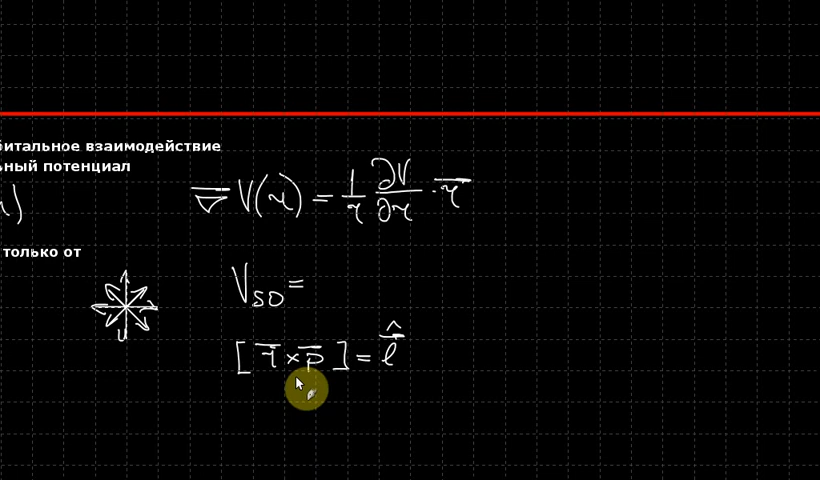 битальное взаимодействие
ьный потенциал
∇̅ V(r) = 1/r ∂V/∂r · r̅
только от
V_SO =
[ r̅ × p̅ ] = l̅̂